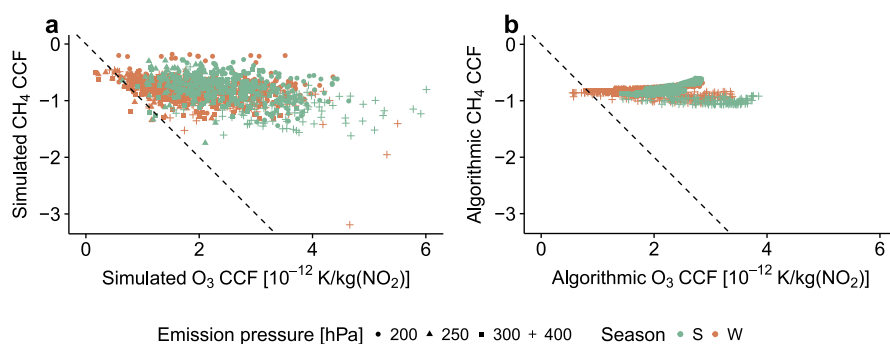 a
0
−1
−2
−3
Simulated CH₄ CCF
0 2 4 6
Simulated O₃ CCF [10⁻¹² K/kg(NO₂)]
b
0
−1
−2
−3
Algorithmic CH₄ CCF
0 2 4 6
Algorithmic O₃ CCF [10⁻¹² K/kg(NO₂)]
Emission pressure [hPa] 200 250 300 400 Season S W